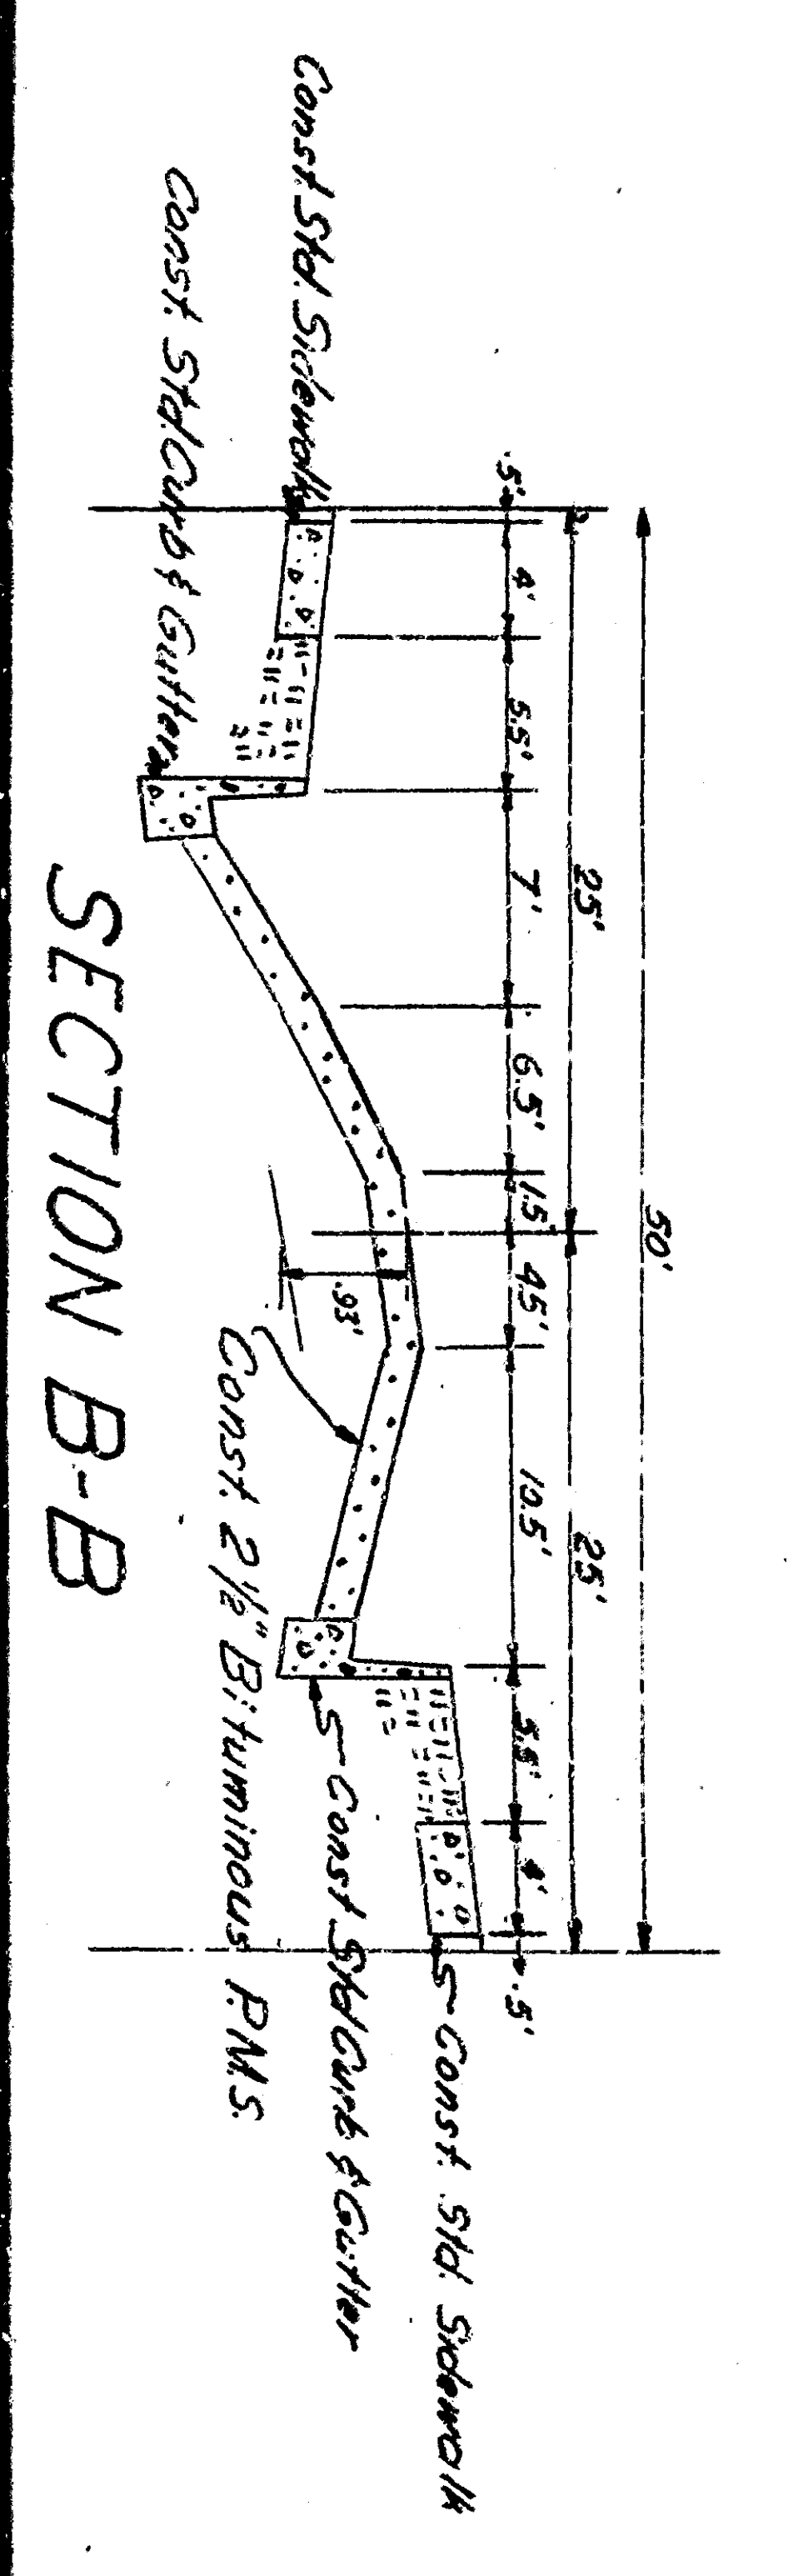 50'
25'
25'
.5'
4'
5.5'
7'
6.5'
1.5'
4.5'
10.5'
5.5'
4'
.5'
.93'
Const. Std. Sidewalk
Const. Std. Curb & Gutter
Const. Std. Sidewalk
Const. Std Curb & Gutter
Const. 2 1/2" Bituminous P.M.S.
SECTION B-B